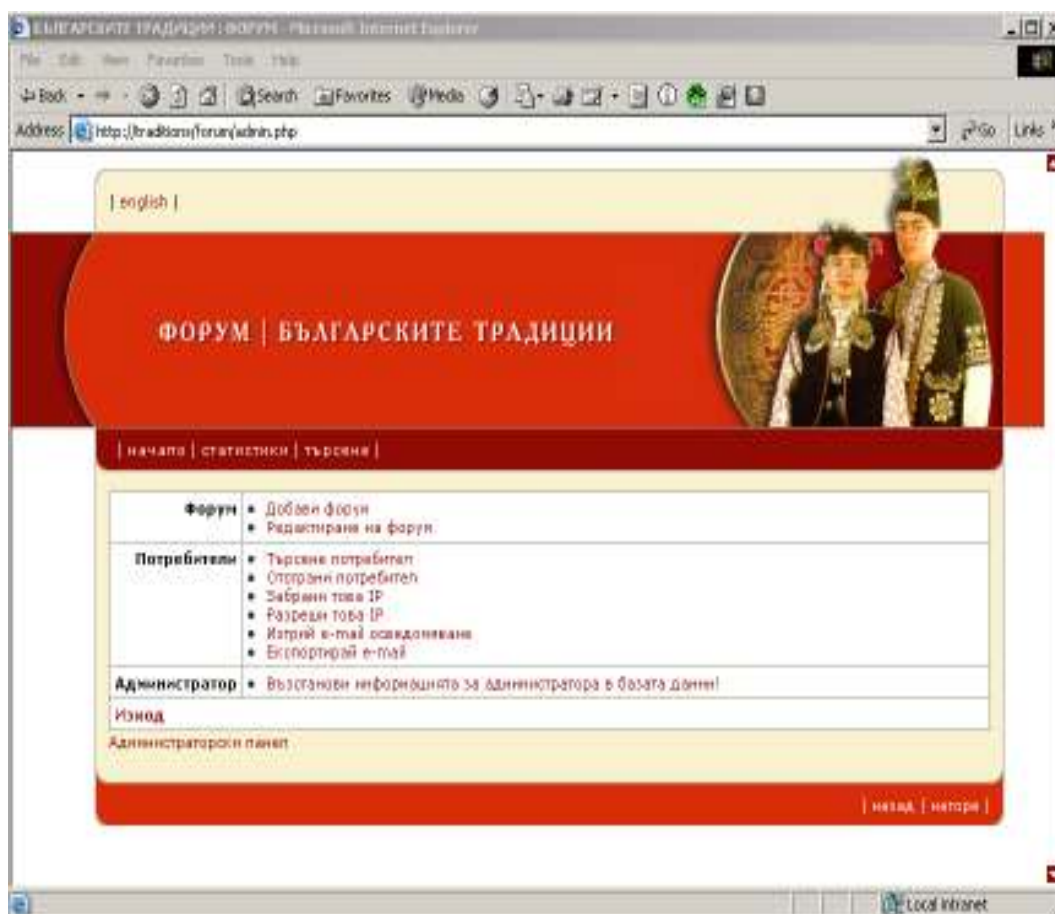 БЪЛГАРСКИТЕ ТРАДИЦИИ : ФОРУМ - Microsoft Internet Explorer
File Edit View Favorites Tools Help
Back Search Favorites Media
Address http://traditions/forum/admin.php Go Links
| english |
ФОРУМ | БЪЛГАРСКИТЕ ТРАДИЦИИ
| начало | статистики | търсене |
Форум • Добави форум
• Редактиране на форум
Потребители • Търсене потребител
• Отстрани потребител
• Забрани това IP
• Разреши това IP
• Изтрий e-mail осведомяване
• Експортирай e-mail
Администратор • Възстанови информацията за администратора в базата данни!
Изход
Администраторски панел
| назад | нагоре |
Local intranet